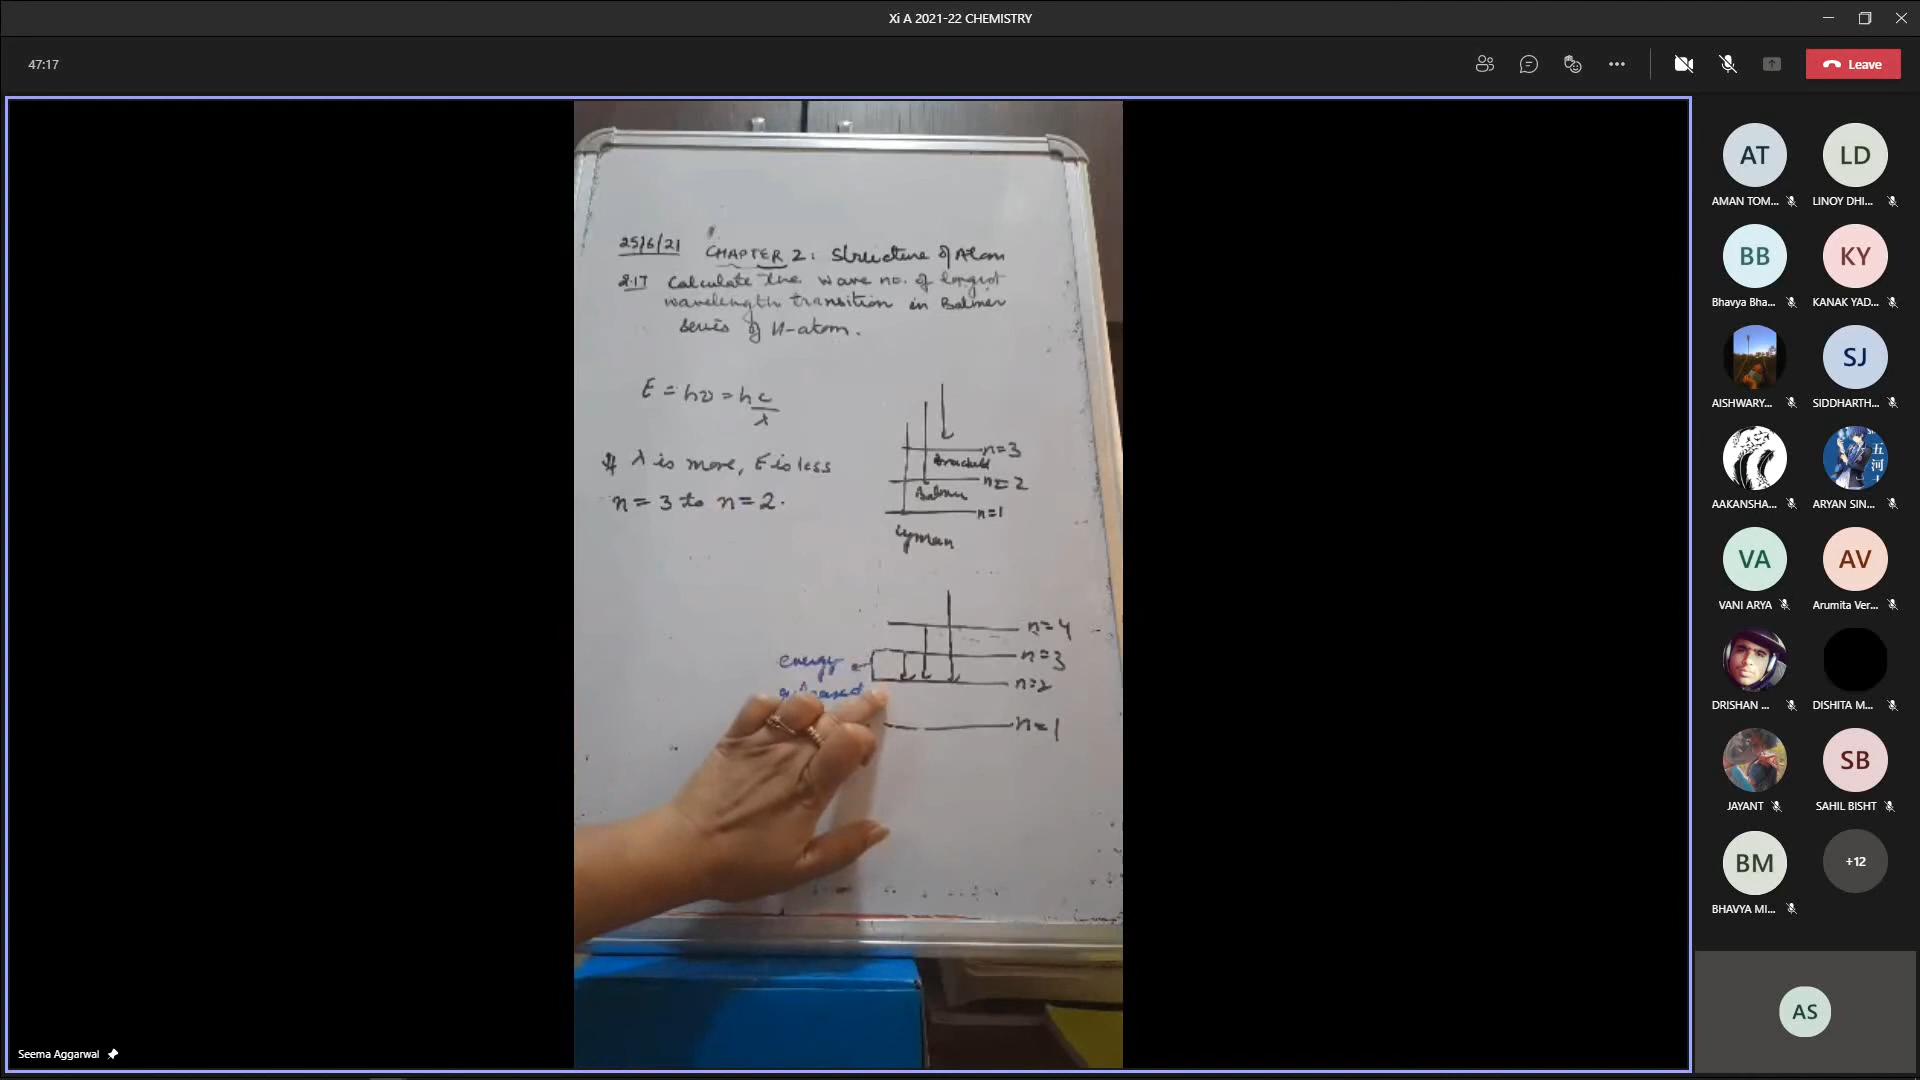 Xi A 2021-22 CHEMISTRY
47:17
Leave
25/6/21 CHAPTER 2: Structure of Atom
2.17 Calculate the wave no. of longest
wavelength transition in Balmer
series of H-atom.
E = hν = hc/λ
If λ is more, E is less
n = 3 to n = 2.
n=3
n=2
Balmer
n=1
Lyman
n=4
n=3
energy
n=2
n=1
AT
LD
AMAN TOM...
LINOY DHI...
BB
KY
Bhavya Bha...
KANAK YAD...
SJ
AISHWARY...
SIDDHARTH...
五
河
AAKANSHA...
ARYAN SIN...
VA
AV
VANI ARYA
Arumita Ver...
DRISHAN ...
DISHITA M...
SB
JAYANT
SAHIL BISHT
BM
+12
BHAVYA MI...
AS
Seema Aggarwal